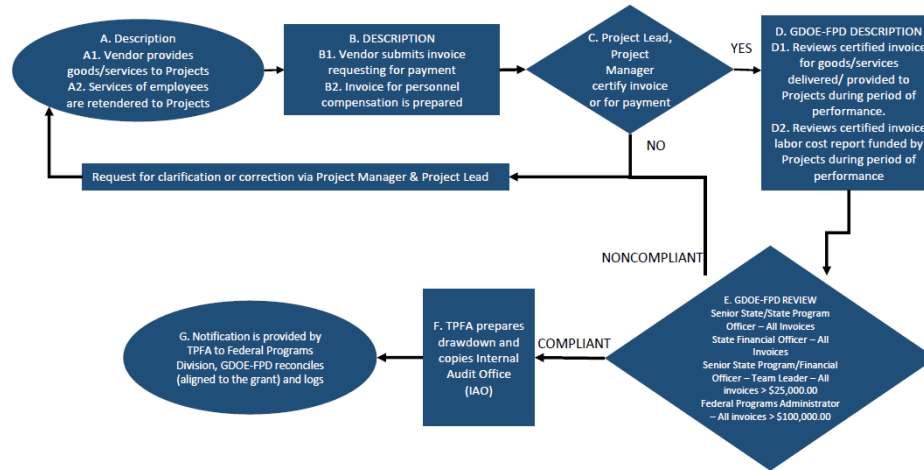 A. Description
A1. Vendor provides
goods/services to Projects
A2. Services of employees
are retendered to Projects
B. DESCRIPTION
B1. Vendor submits invoice
requesting for payment
B2. Invoice for personnel
compensation is prepared
C. Project Lead,
Project
Manager
certify invoice
or for payment
YES
D. GDOE-FPD DESCRIPTION
D1. Reviews certified invoice
for goods/services
delivered/ provided to
Projects during period of
performance.
D2. Reviews certified invoice
labor cost report funded by
Projects during period of
performance
NO
Request for clarification or correction via Project Manager & Project Lead
NONCOMPLIANT
E. GDOE-FPD REVIEW
Senior State/State Program
Officer – All Invoices
State Financial Officer – All
Invoices
Senior State Program/Financial
Officer – Team Leader – All
invoices > $25,000.00
Federal Programs Administrator
– All invoices > $100,000.00
COMPLIANT
F. TPFA prepares
drawdown and
copies Internal
Audit Office
(IAO)
G. Notification is provided by
TPFA to Federal Programs
Division, GDOE-FPD reconciles
(aligned to the grant) and logs